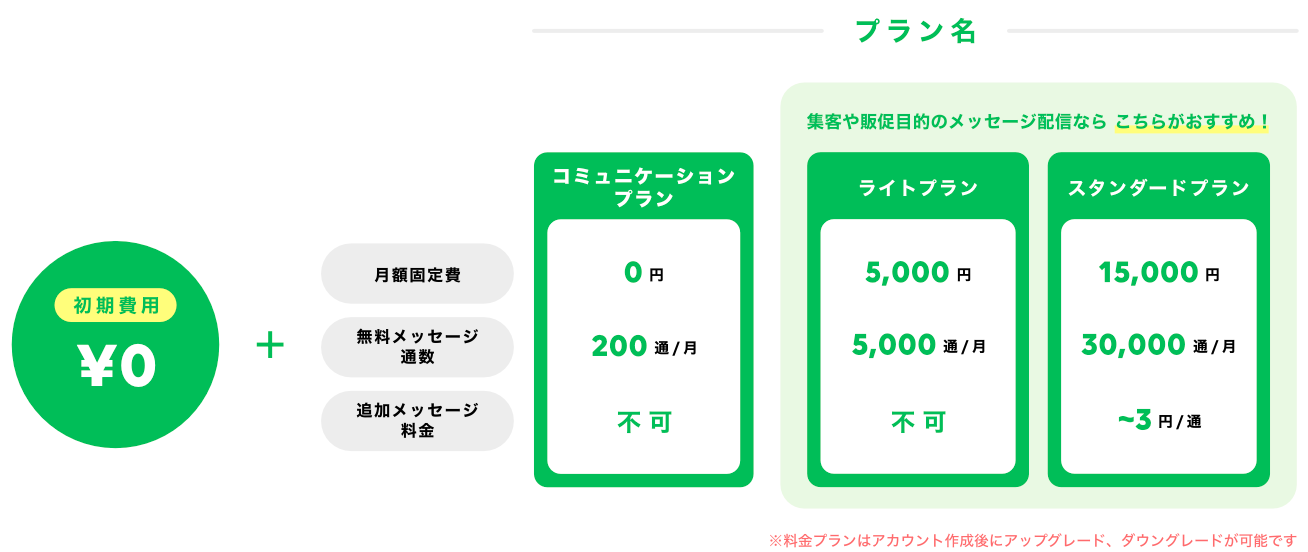 プラン名
集客や販促目的のメッセージ配信なら こちらがおすすめ！
コミュニケーション
プラン
ライトプラン
スタンダードプラン
初期費用
¥0
+
月額固定費
0 円
5,000 円
15,000 円
無料メッセージ
通数
200 通/月
5,000 通/月
30,000 通/月
追加メッセージ
料金
不可
不可
~3 円/通
※料金プランはアカウント作成後にアップグレード、ダウングレードが可能です